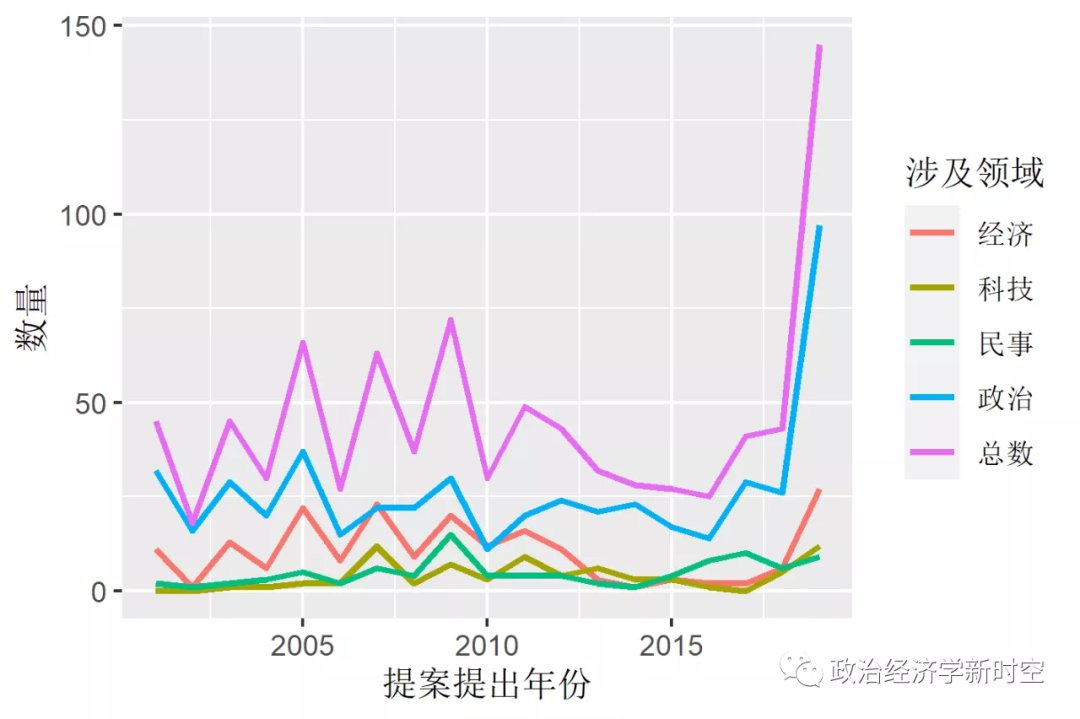 150
100
50
0
数量
2005
2010
2015
提案提出年份
涉及领域
经济
科技
民事
政治
总数
政治经济学新时空